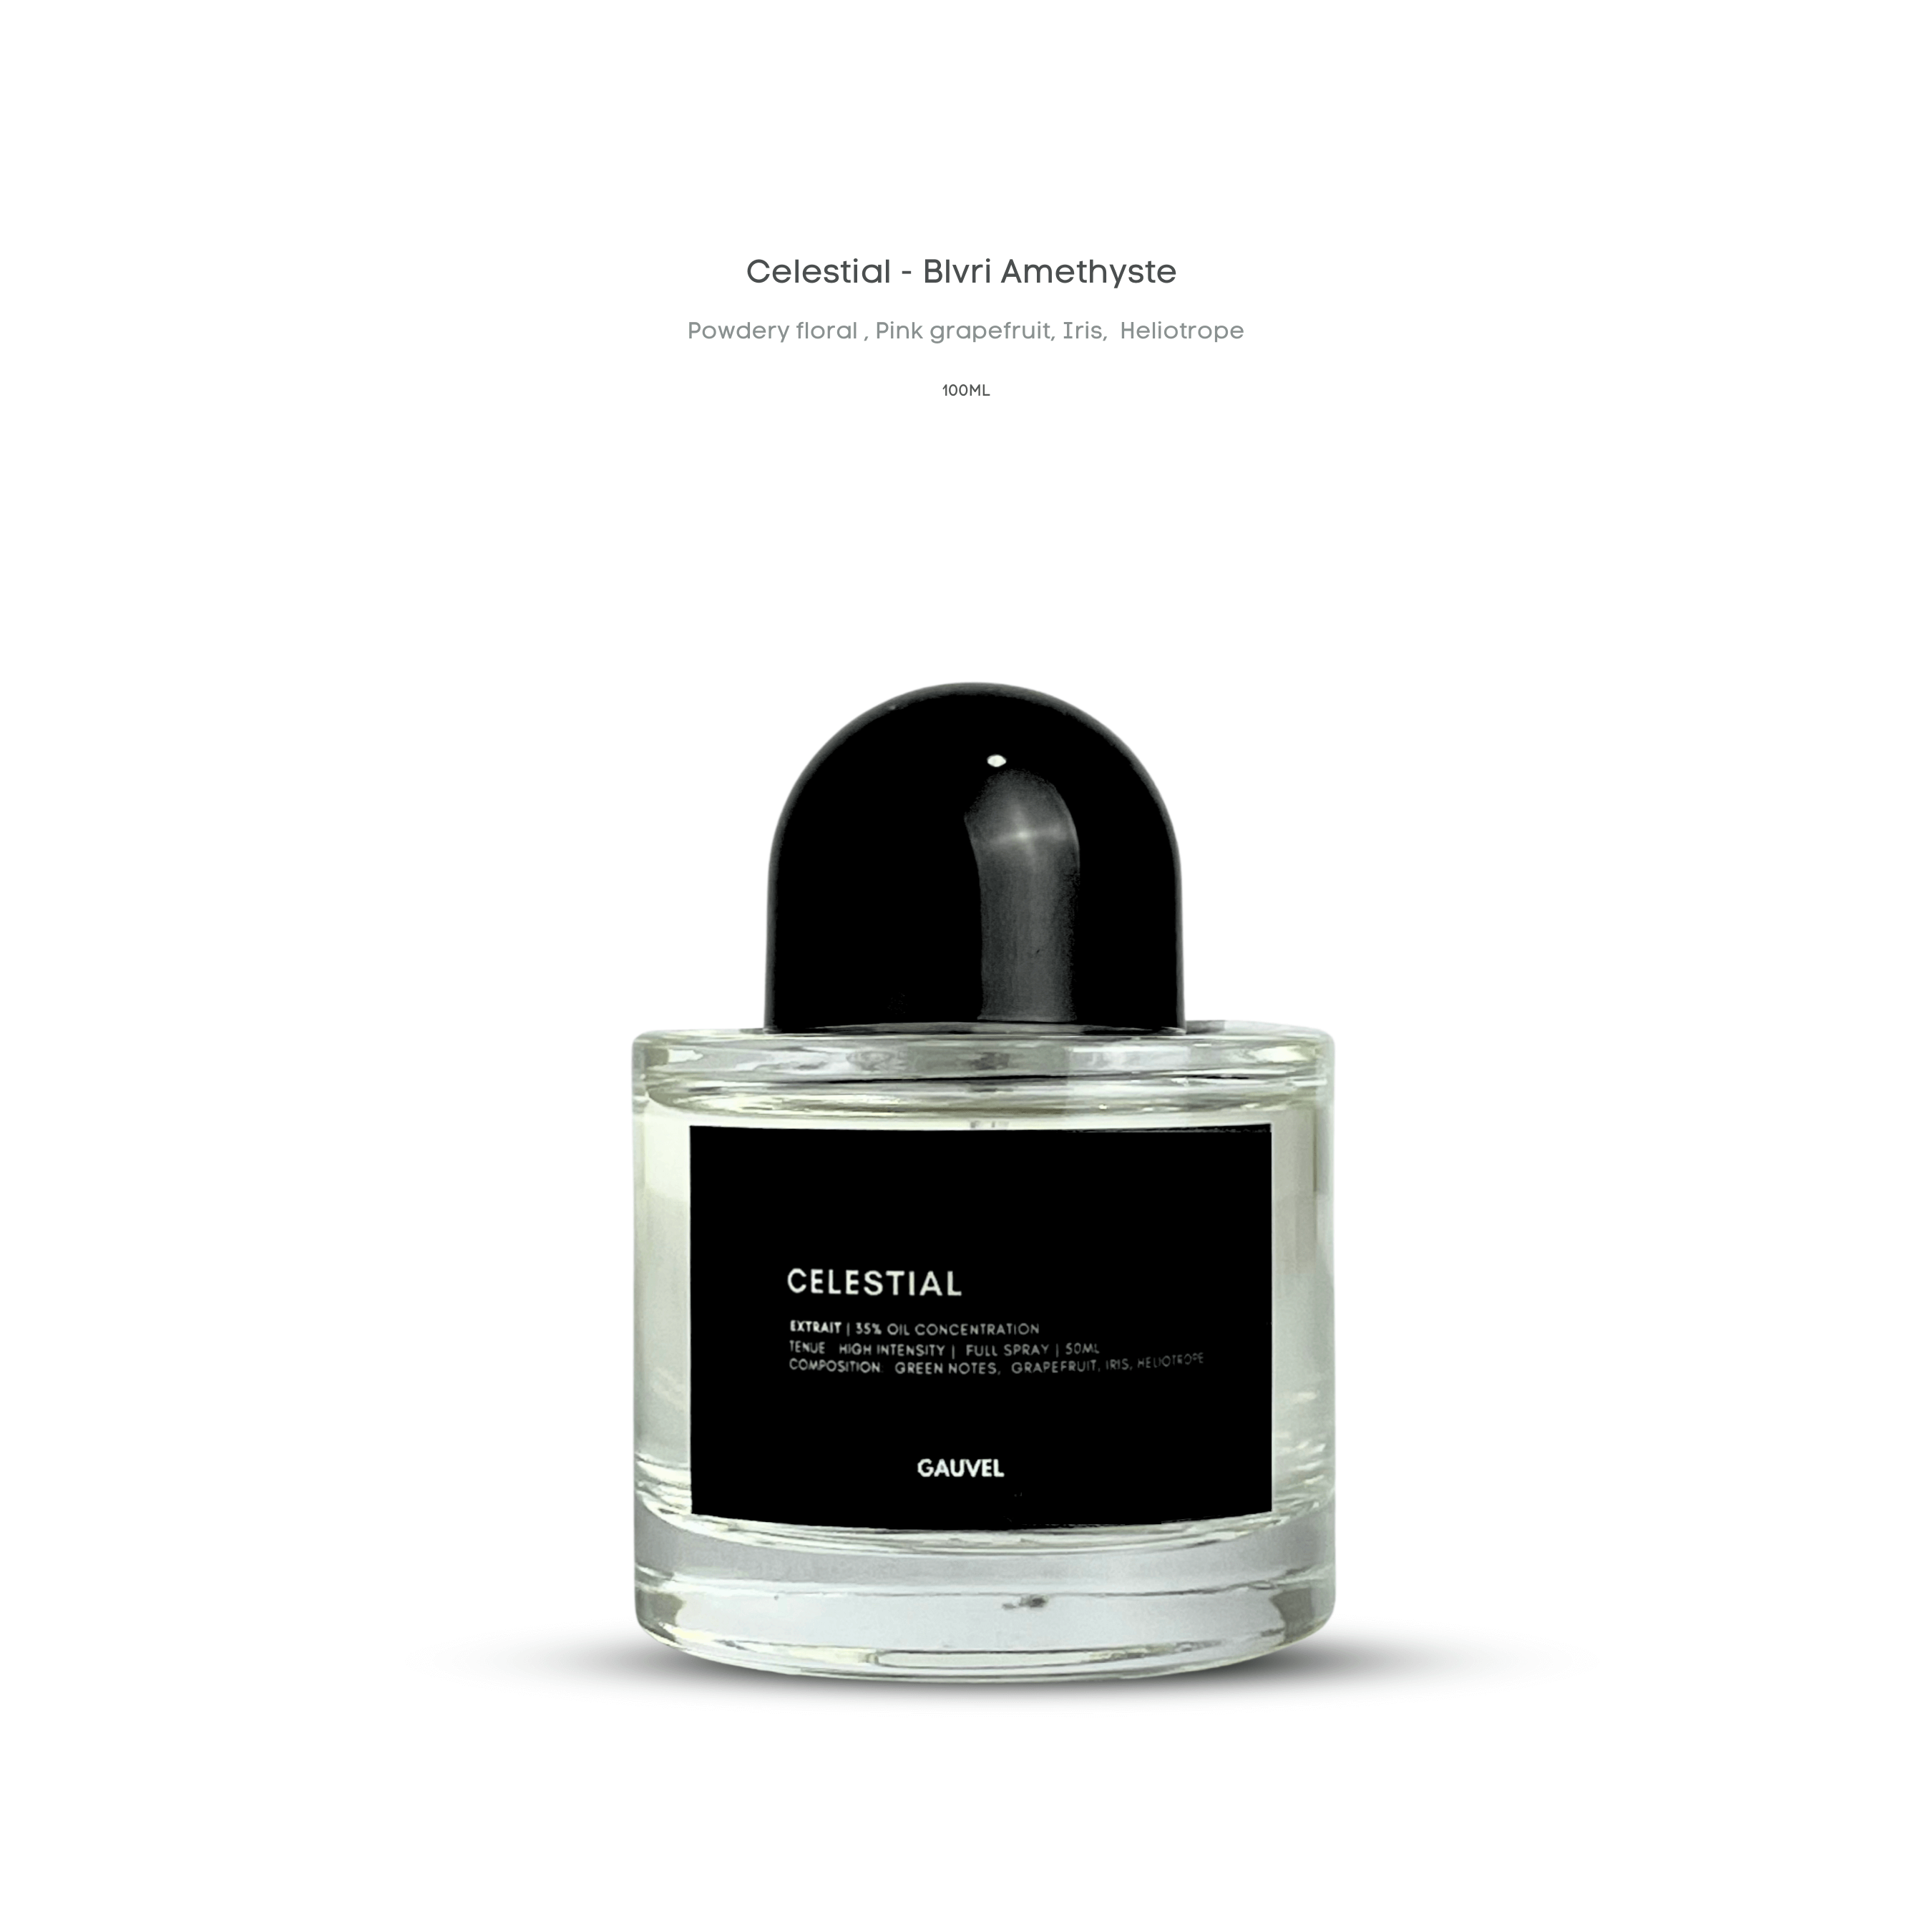 Celestial - Blvri Amethyste
Powdery floral , Pink grapefruit, Iris, Heliotrope
100ML
CELESTIAL
EXTRAIT | 35% OIL CONCENTRATION
TENUE HIGH INTENSITY | FULL SPRAY | 50ML
COMPOSITION: GREEN NOTES, GRAPEFRUIT, IRIS, HELIOTROPE
GAUVEL